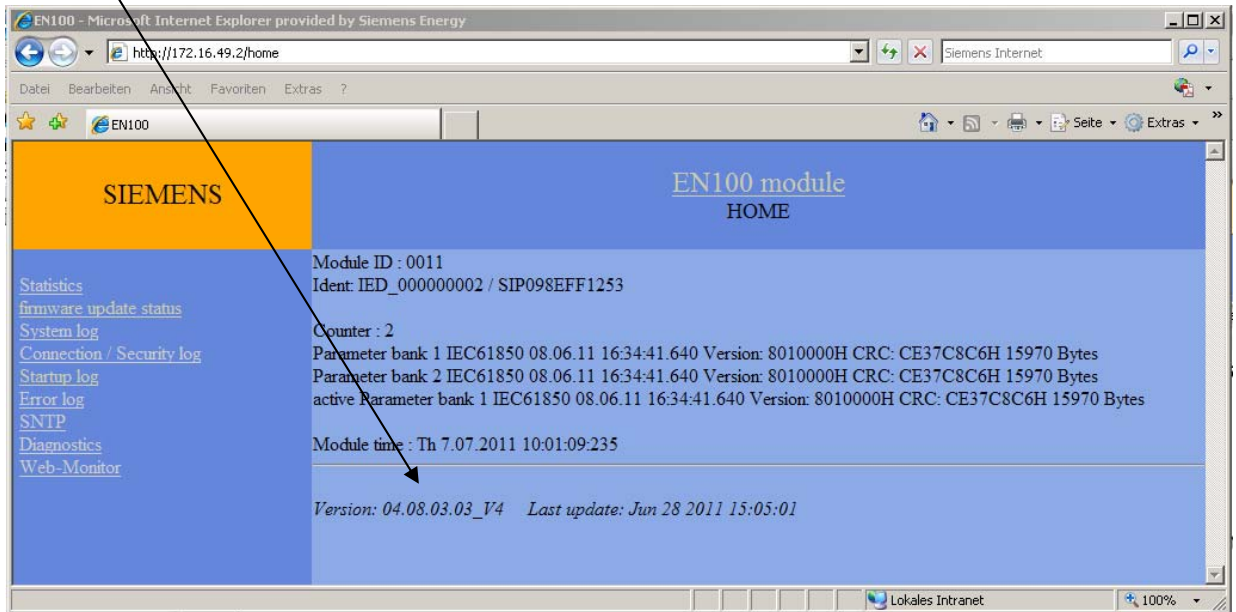 EN100 - Microsoft Internet Explorer provided by Siemens Energy
http://172.16.49.2/home
Siemens Internet
Datei Bearbeiten Ansicht Favoriten Extras ?
EN100
Seite
Extras
SIEMENS
EN100 module
HOME
Statistics
firmware update status
System log
Connection / Security log
Startup log
Error log
SNTP
Diagnostics
Web-Monitor
Module ID : 0011
Ident: IED_000000002 / SIP098EFF1253
Counter : 2
Parameter bank 1 IEC61850 08.06.11 16:34:41.640 Version: 8010000H CRC: CE37C8C6H 15970 Bytes
Parameter bank 2 IEC61850 08.06.11 16:34:41.640 Version: 8010000H CRC: CE37C8C6H 15970 Bytes
active Parameter bank 1 IEC61850 08.06.11 16:34:41.640 Version: 8010000H CRC: CE37C8C6H 15970 Bytes
Module time : Th 7.07.2011 10:01:09:235
Version: 04.08.03.03_V4 Last update: Jun 28 2011 15:05:01
Lokales Intranet
100%